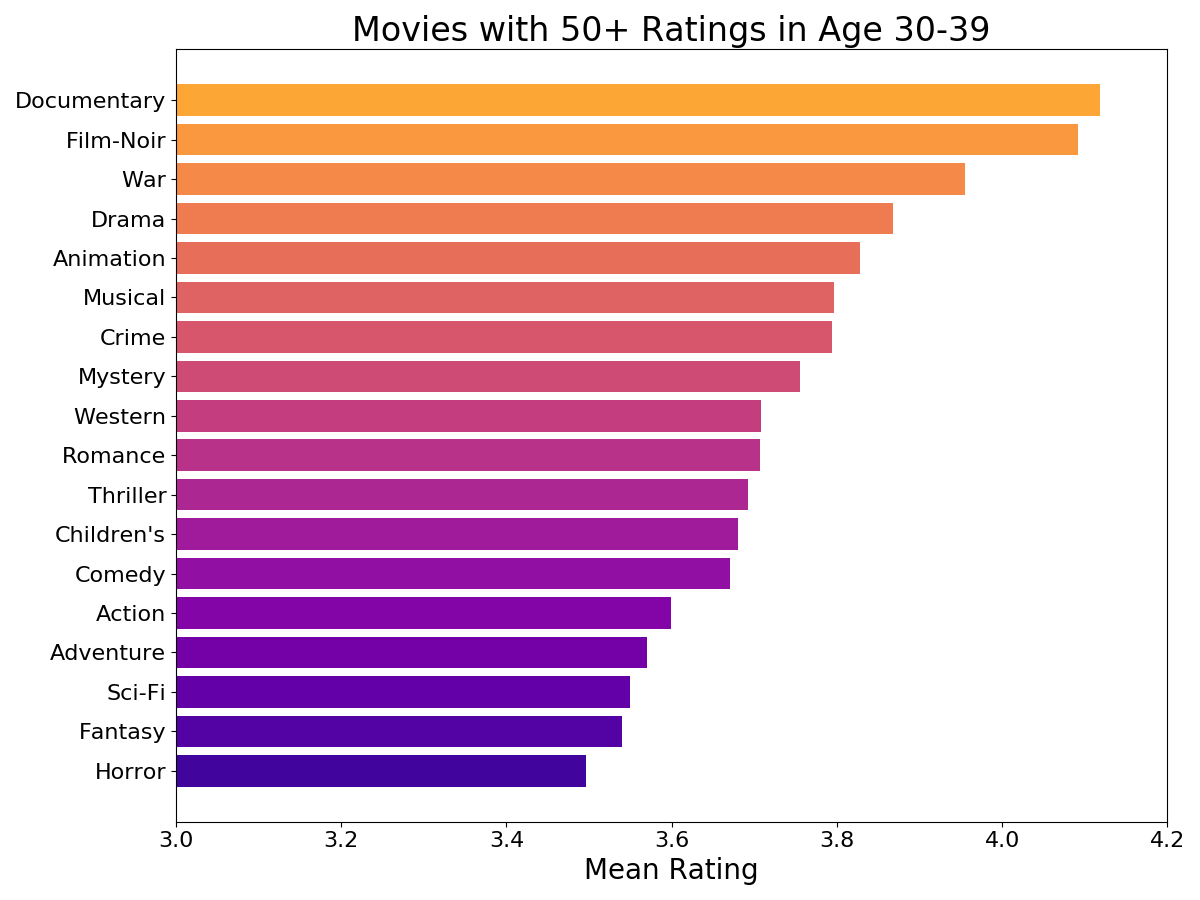 Movies with 50+ Ratings in Age 30-39
Documentary
Film-Noir
War
Drama
Animation
Musical
Crime
Mystery
Western
Romance
Thriller
Children's
Comedy
Action
Adventure
Sci-Fi
Fantasy
Horror
3.0 3.2 3.4 3.6 3.8 4.0 4.2
Mean Rating